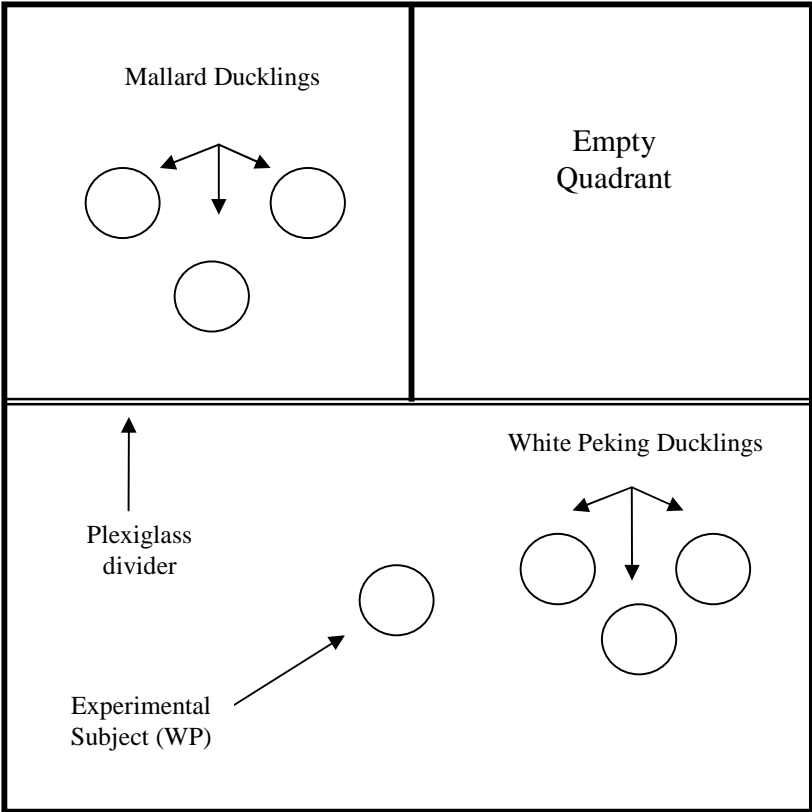 Mallard Ducklings
Empty
Quadrant
White Peking Ducklings
Plexiglass
divider
Experimental
Subject (WP)